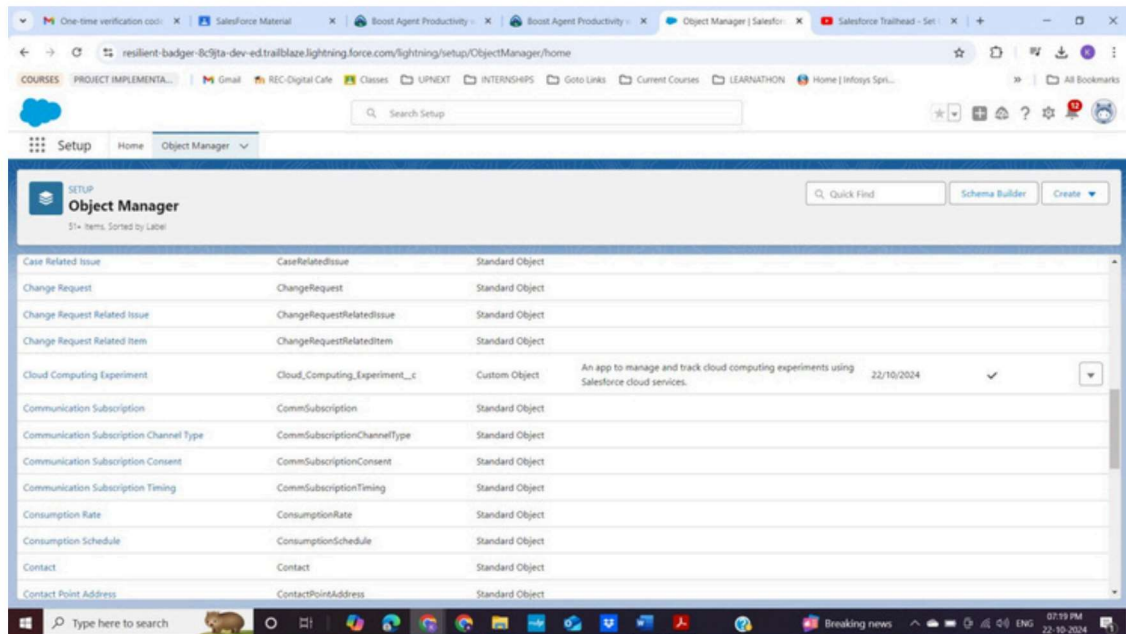 One-time verification code
SalesForce Material
Boost Agent Productivity
Boost Agent Productivity
Object Manager | Salesfor
Salesforce Trailhead - Set
resilient-badger-8c9jta-dev-ed.trailblaze.lightning.force.com/lightning/setup/ObjectManager/home
COURSES PROJECT IMPLEMENTA... Gmail REC-Digital Cafe Classes UPNEXT INTERNSHIPS Goto Links Current Courses LEARNATHON Home | Infosys Spri... All Bookmarks
Search Setup
12
Setup Home Object Manager
SETUP
Object Manager
51+ Items, Sorted by Label
Quick Find Schema Builder Create
Case Related Issue CaseRelatedIssue Standard Object
Change Request ChangeRequest Standard Object
Change Request Related Issue ChangeRequestRelatedIssue Standard Object
Change Request Related Item ChangeRequestRelatedItem Standard Object
Cloud Computing Experiment Cloud_Computing_Experiment__c Custom Object An app to manage and track cloud computing experiments using
Salesforce cloud services. 22/10/2024
Communication Subscription CommSubscription Standard Object
Communication Subscription Channel Type CommSubscriptionChannelType Standard Object
Communication Subscription Consent CommSubscriptionConsent Standard Object
Communication Subscription Timing CommSubscriptionTiming Standard Object
Consumption Rate ConsumptionRate Standard Object
Consumption Schedule ConsumptionSchedule Standard Object
Contact Contact Standard Object
Contact Point Address ContactPointAddress Standard Object
Type here to search Breaking news ENG 07:19 PM
22-10-2024